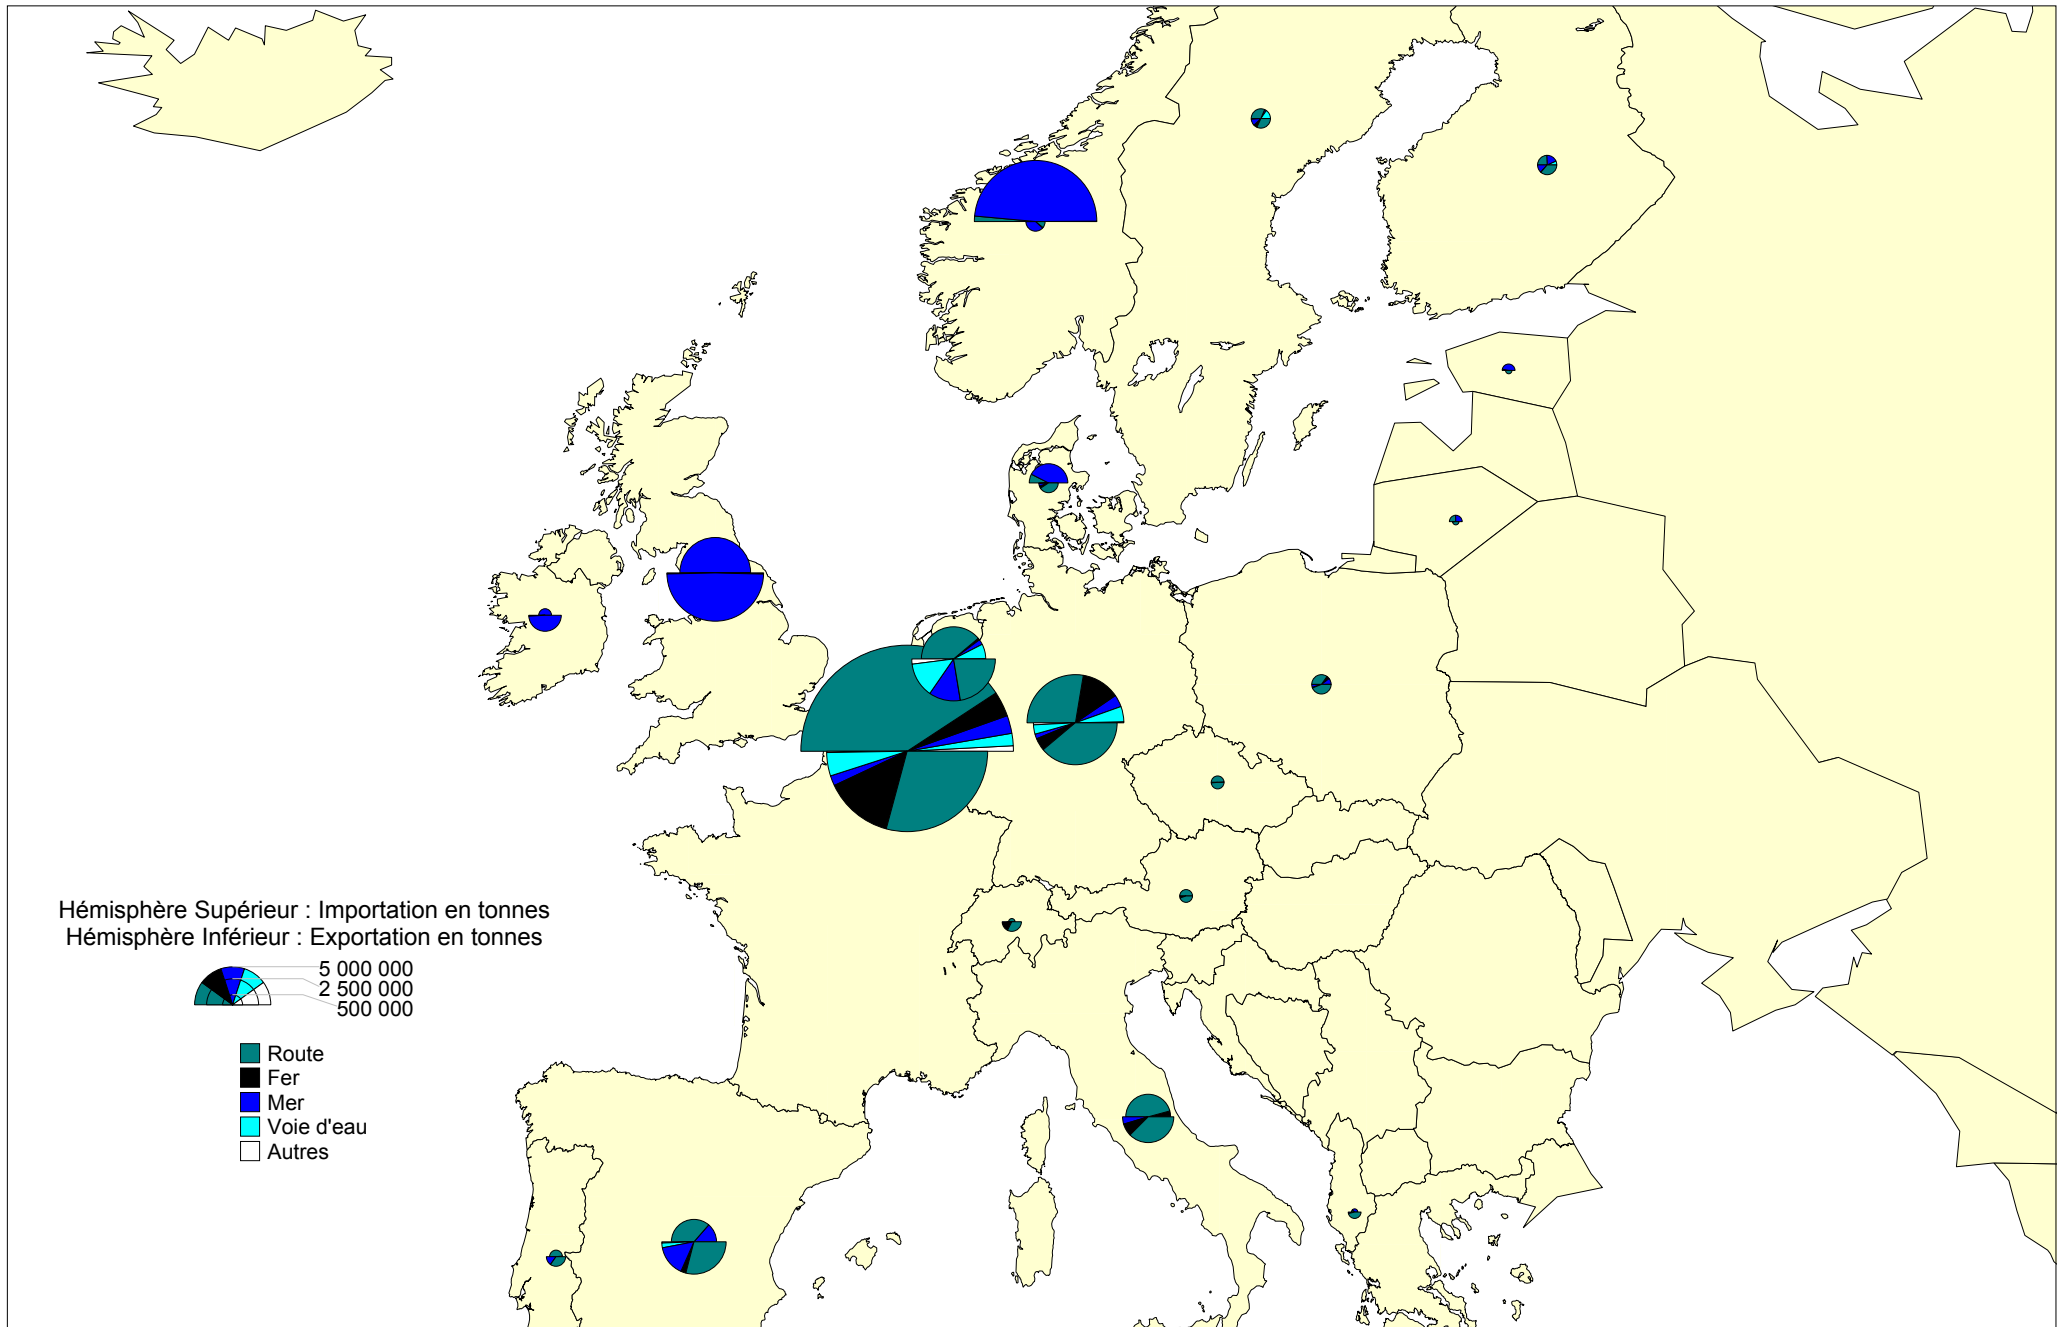 Hémisphère Supérieur : Importation en tonnes
Hémisphère Inférieur : Exportation en tonnes
5 000 000
2 500 000
500 000
Route
Fer
Mer
Voie d'eau
Autres